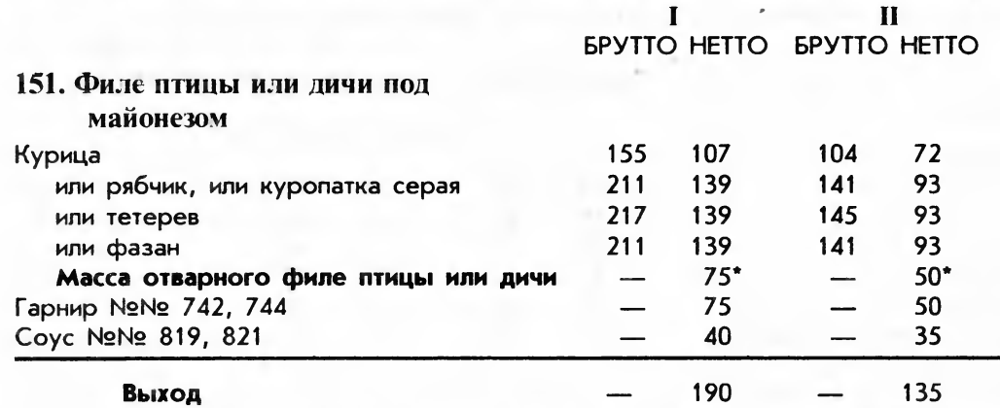 I II
БРУТТО НЕТТО БРУТТО НЕТТО
151. Филе птицы или дичи под
майонезом
Курица 155 107 104 72
или рябчик, или куропатка серая 211 139 141 93
или тетерев 217 139 145 93
или фазан 211 139 141 93
Масса отварного филе птицы или дичи — 75* — 50*
Гарнир №№ 742, 744 — 75 — 50
Соус №№ 819, 821 — 40 — 35
Выход — 190 — 135